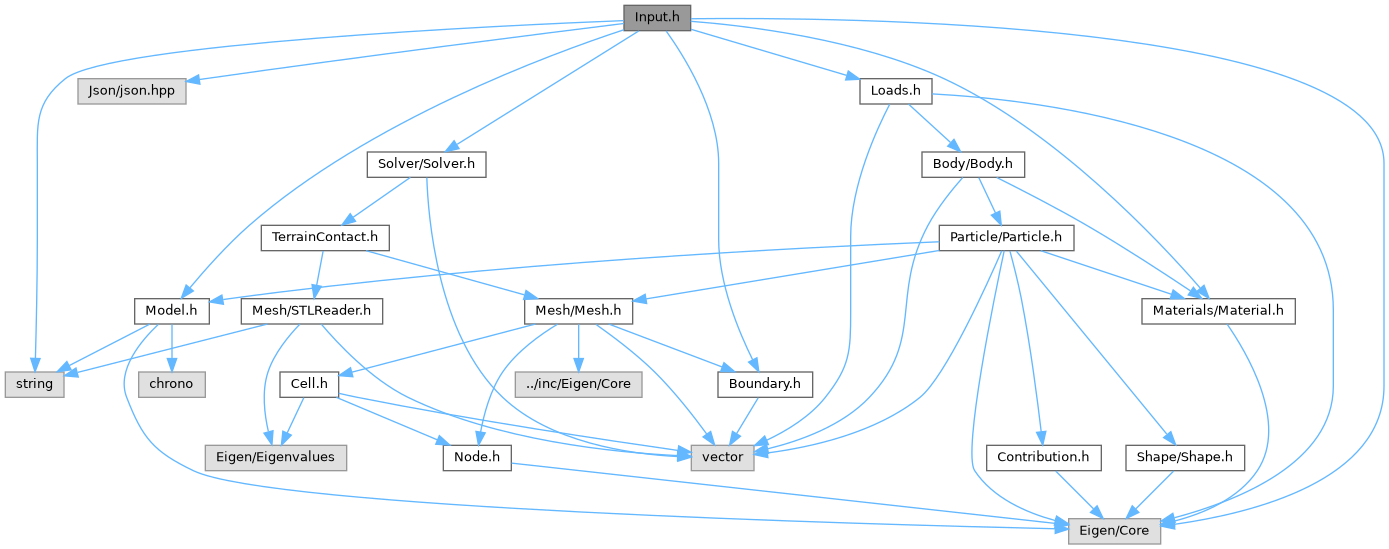 Input.h
Json/json.hpp
Loads.h
Solver/Solver.h
Body/Body.h
TerrainContact.h
Particle/Particle.h
Model.h
Mesh/STLReader.h
Mesh/Mesh.h
Materials/Material.h
string
chrono
Cell.h
../inc/Eigen/Core
Boundary.h
Eigen/Eigenvalues
Node.h
vector
Contribution.h
Shape/Shape.h
Eigen/Core